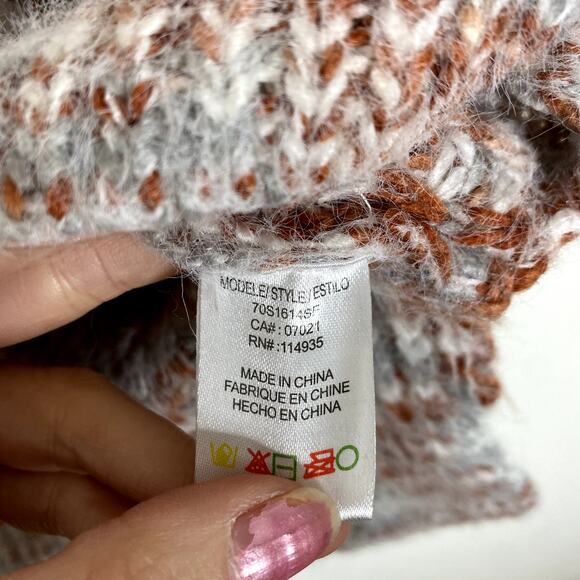 MODELE/STYLE/ESTILO
70S1614SF
CA#: 07021
RN#: 114935
MADE IN CHINA
FABRIQUE EN CHINE
HECHO EN CHINA